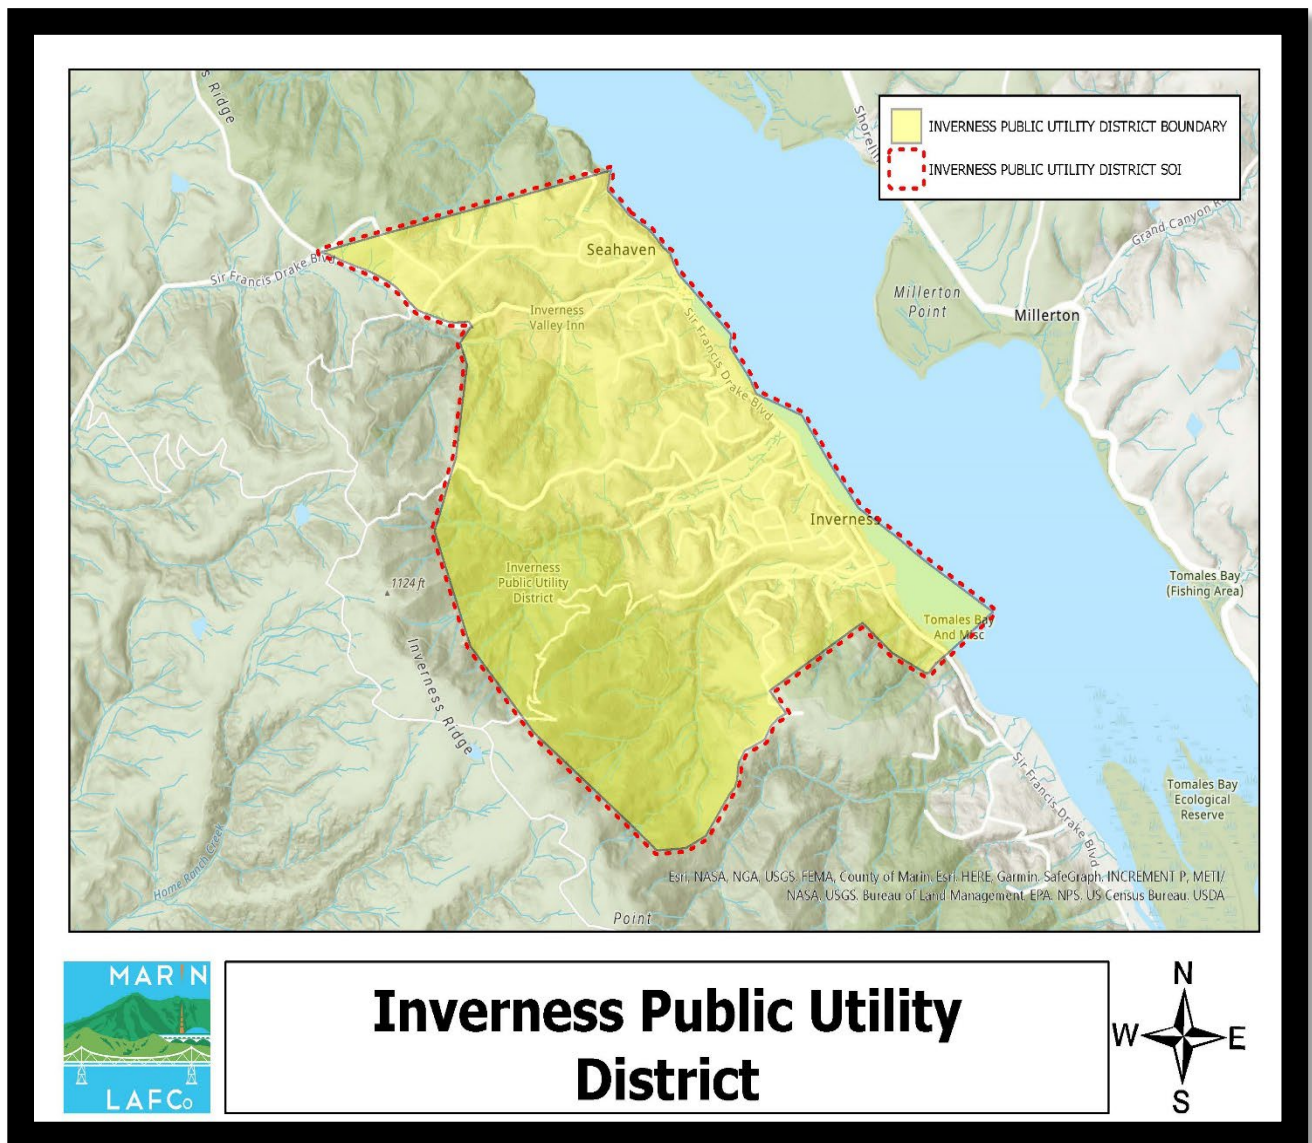 s Ridge
Shoreli
INVERNESS PUBLIC UTILITY DISTRICT BOUNDARY
INVERNESS PUBLIC UTILITY DISTRICT SOI
Grand Canyon R
Seahaven
Sir Francis Drake Blvd
Millerton
Point
Millerton
Inverness
Valley Inn
Sir Francis Drake Blvd
Inverness
Inverness
Public Utility
District
1124 ft
Tomales Bay
(Fishing Area)
Tomales Bay
And Misc
Inverness Ridge
Sir Francis Drake Blvd
Tomales Bay
Ecological
Reserve
Home Ranch Creek
Esri, NASA, NGA, USGS, FEMA, County of Marin, Esri, HERE, Garmin, SafeGraph, INCREMENT P, METI/
NASA, USGS, Bureau of Land Management, EPA, NPS, US Census Bureau, USDA
Point
MARIN
LAFCo
Inverness Public Utility
District
N
W
E
S